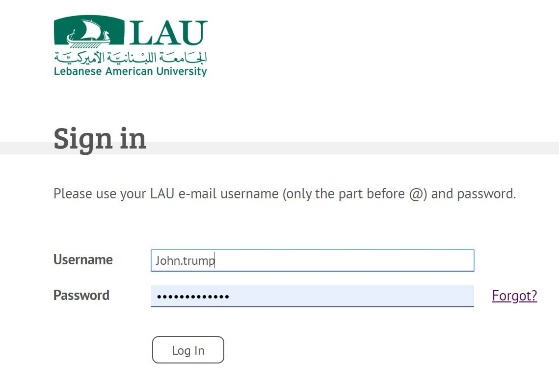 LAU
الجامعة اللبنانية الأميركية
Lebanese American University
Sign in
Please use your LAU e-mail username (only the part before @) and password.
Username John.trump
Password ••••••••••••• Forgot?
Log In